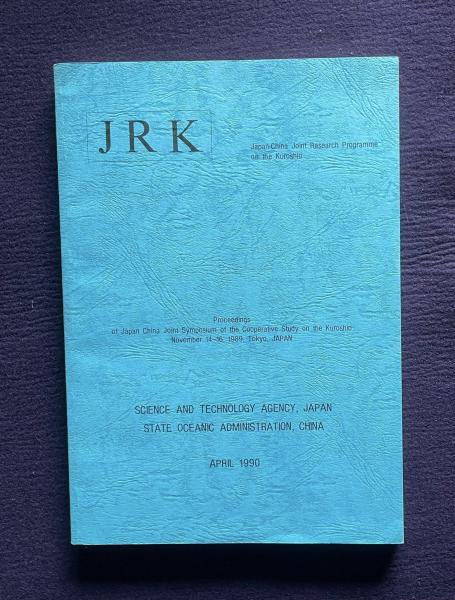 JRK
Japan-China Joint Research Programme
on the Kuroshio
Proceedings
of Japan China Joint Symposium of the Cooperative Study on the Kuroshio
November 14-16, 1989, Tokyo, JAPAN
SCIENCE AND TECHNOLOGY AGENCY, JAPAN
STATE OCEANIC ADMINISTRATION, CHINA
APRIL 1990